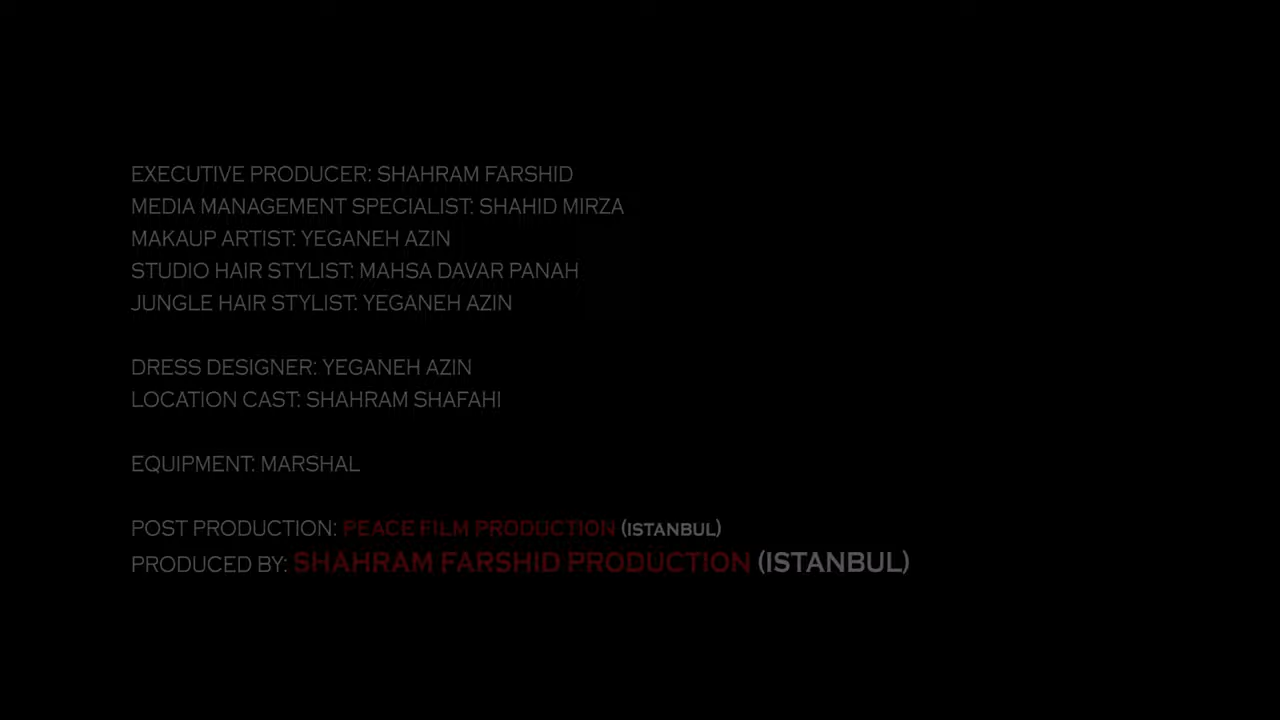 EXECUTIVE PRODUCER: SHAHRAM FARSHID
MEDIA MANAGEMENT SPECIALIST: SHAHID MIRZA
MAKAUP ARTIST: YEGANEH AZIN
STUDIO HAIR STYLIST: MAHSA DAVAR PANAH
JUNGLE HAIR STYLIST: YEGANEH AZIN
DRESS DESIGNER: YEGANEH AZIN
LOCATION CAST: SHAHRAM SHAFAHI
EQUIPMENT: MARSHAL
POST PRODUCTION: PEACE FILM PRODUCTION (ISTANBUL)
PRODUCED BY: SHAHRAM FARSHID PRODUCTION (ISTANBUL)